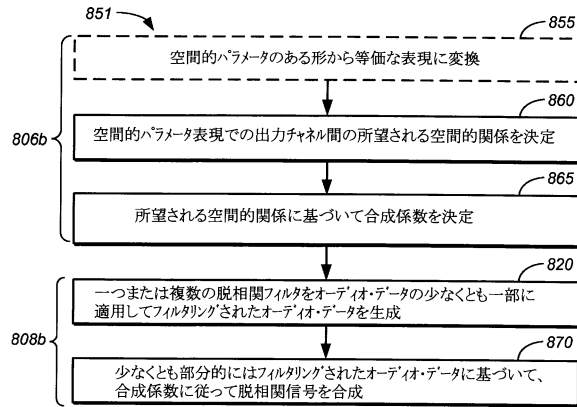 851
855
空間的パラメータのある形から等価な表現に変換
860
806b
空間的パラメータ表現での出力チャネル間の所望される空間的関係を決定
865
所望される空間的関係に基づいて合成係数を決定
820
一つまたは複数の脱相関フィルタをオーディオ・データの少なくとも一部に
適用してフィルタリングされたオーディオ・データを生成
808b
870
少なくとも部分的にはフィルタリングされたオーディオ・データに基づいて、
合成係数に従って脱相関信号を合成